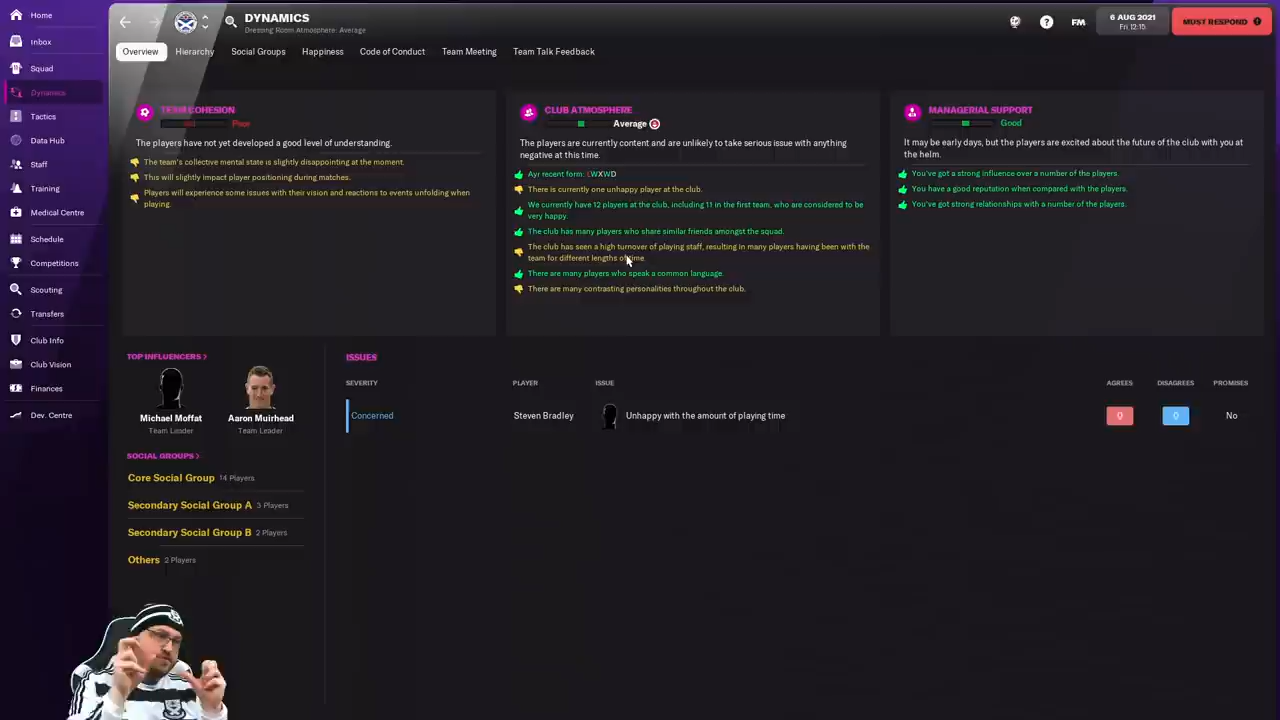 Home
Inbox
Squad
Dynamics
Tactics
Data Hub
Staff
Training
Medical Centre
Schedule
Competitions
Scouting
Transfers
Club Info
Club Vision
Finances
Dev. Centre
DYNAMICS
Dressing Room Atmosphere: Average
?
FM
6 AUG 2021
Fri 12:15
MUST RESPOND
Overview
Hierarchy
Social Groups
Happiness
Code of Conduct
Team Meeting
Team Talk Feedback
TEAM COHESION
Poor
The players have not yet developed a good level of understanding.
The team's collective mental state is slightly disappointing at the moment.
This will slightly impact player positioning during matches.
Players will experience some issues with their vision and reactions to events unfolding when
playing.
CLUB ATMOSPHERE
Average
The players are currently content and are unlikely to take serious issue with anything
negative at this time.
Ayr recent form: LWXWD
There is currently one unhappy player at the club.
We currently have 12 players at the club, including 11 in the first team, who are considered to be
very happy.
The club has many players who share similar friends amongst the squad.
The club has seen a high turnover of playing staff, resulting in many players having been with the
team for different lengths of time.
There are many players who speak a common language.
There are many contrasting personalities throughout the club.
MANAGERIAL SUPPORT
Good
It may be early days, but the players are excited about the future of the club with you at
the helm.
You've got a strong influence over a number of the players.
You have a good reputation when compared with the players.
You've got strong relationships with a number of the players.
TOP INFLUENCERS >
Michael Moffat
Team Leader
Aaron Muirhead
Team Leader
SOCIAL GROUPS >
Core Social Group 14 Players
Secondary Social Group A 3 Players
Secondary Social Group B 2 Players
Others 2 Players
ISSUES
SEVERITY PLAYER ISSUE AGREES DISAGREES PROMISES
Concerned Steven Bradley Unhappy with the amount of playing time 0 0 No